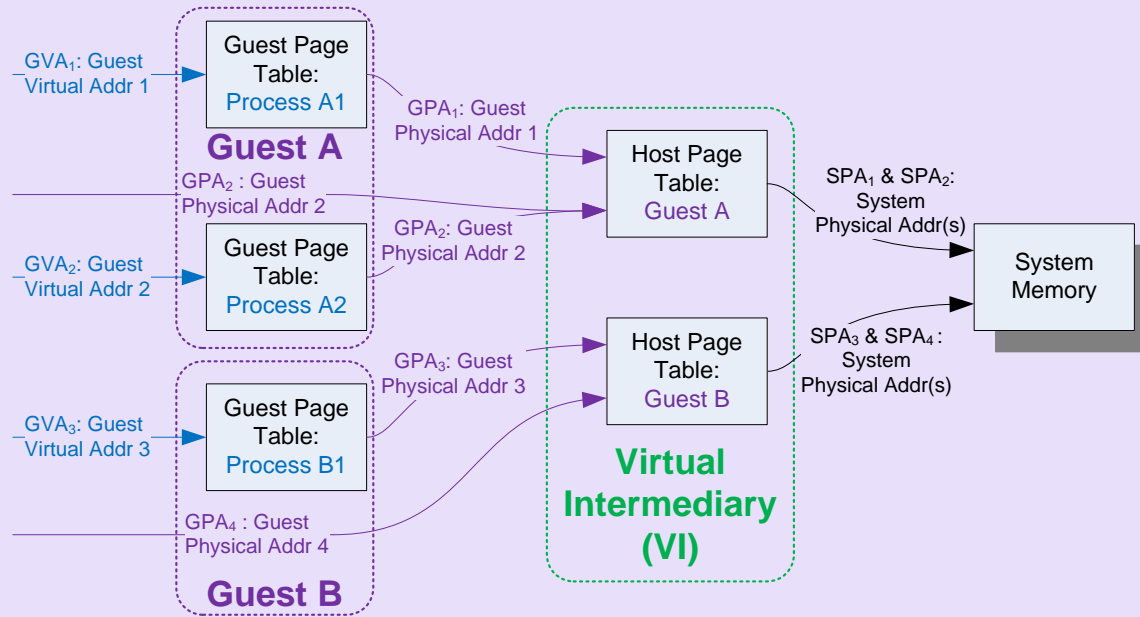 GVA₁: Guest
Virtual Addr 1
Guest Page
Table:
Process A1
Guest A
GPA₁: Guest
Physical Addr 1
GPA₂ : Guest
Physical Addr 2
GVA₂: Guest
Virtual Addr 2
Guest Page
Table:
Process A2
GPA₂: Guest
Physical Addr 2
Host Page
Table:
Guest A
SPA₁ & SPA₂:
System
Physical Addr(s)
System
Memory
GVA₃: Guest
Virtual Addr 3
Guest Page
Table:
Process B1
GPA₃: Guest
Physical Addr 3
GPA₄ : Guest
Physical Addr 4
Guest B
Host Page
Table:
Guest B
SPA₃ & SPA₄ :
System
Physical Addr(s)
Virtual
Intermediary
(VI)